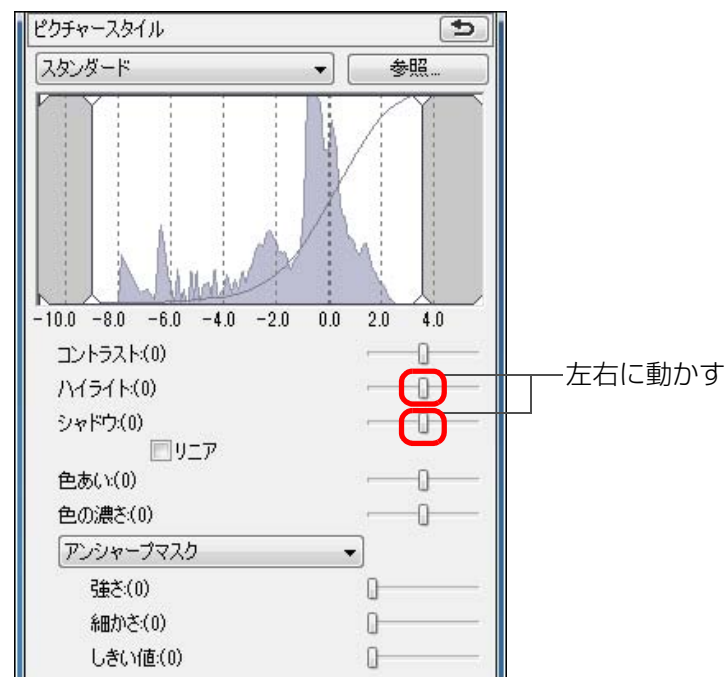 ピクチャースタイル
スタンダード 参照...
-10.0 -8.0 -6.0 -4.0 -2.0 0.0 2.0 4.0
コントラスト:(0)
ハイライト:(0)
左右に動かす
シャドウ:(0)
リニア
色あい:(0)
色の濃さ:(0)
アンシャープマスク
強さ:(0)
細かさ:(0)
しきい値:(0)